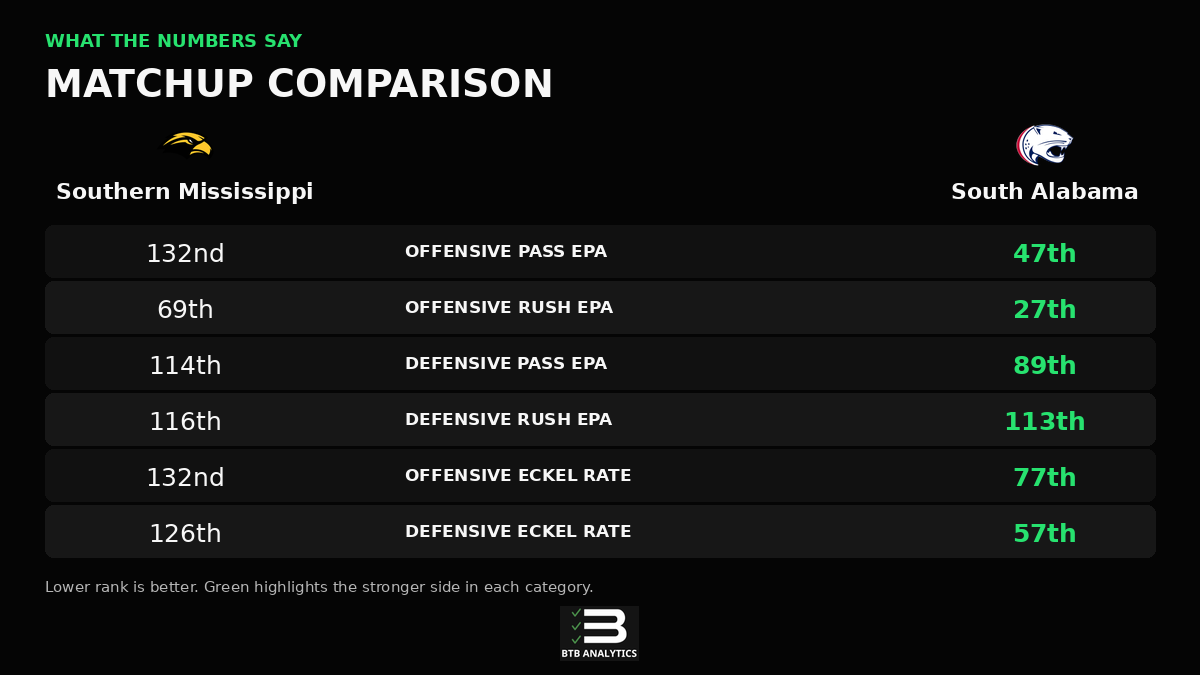 WHAT THE NUMBERS SAY
MATCHUP COMPARISON
Southern Mississippi South Alabama
132nd OFFENSIVE PASS EPA 47th
69th OFFENSIVE RUSH EPA 27th
114th DEFENSIVE PASS EPA 89th
116th DEFENSIVE RUSH EPA 113th
132nd OFFENSIVE ECKEL RATE 77th
126th DEFENSIVE ECKEL RATE 57th
Lower rank is better. Green highlights the stronger side in each category.
BTB ANALYTICS